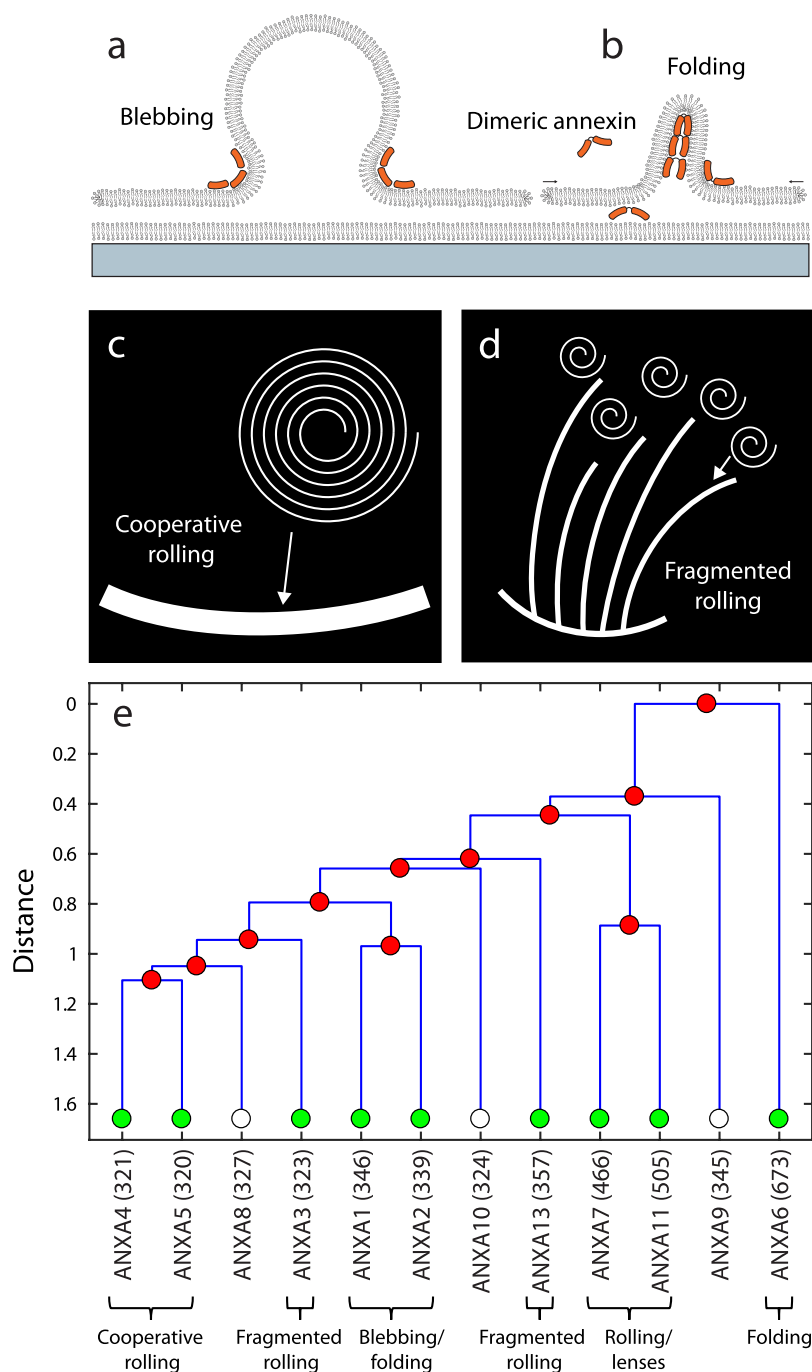 a
b
Folding
Blebbing
Dimeric annexin
c
d
Cooperative
rolling
Fragmented
rolling
e
Distance
0
0.2
0.4
0.6
0.8
1
1.2
1.4
1.6
ANXA4 (321)
ANXA5 (320)
ANXA8 (327)
ANXA3 (323)
ANXA1 (346)
ANXA2 (339)
ANXA10 (324)
ANXA13 (357)
ANXA7 (466)
ANXA11 (505)
ANXA9 (345)
ANXA6 (673)
Cooperative
rolling
Fragmented
rolling
Blebbing/
folding
Fragmented
rolling
Rolling/
lenses
Folding